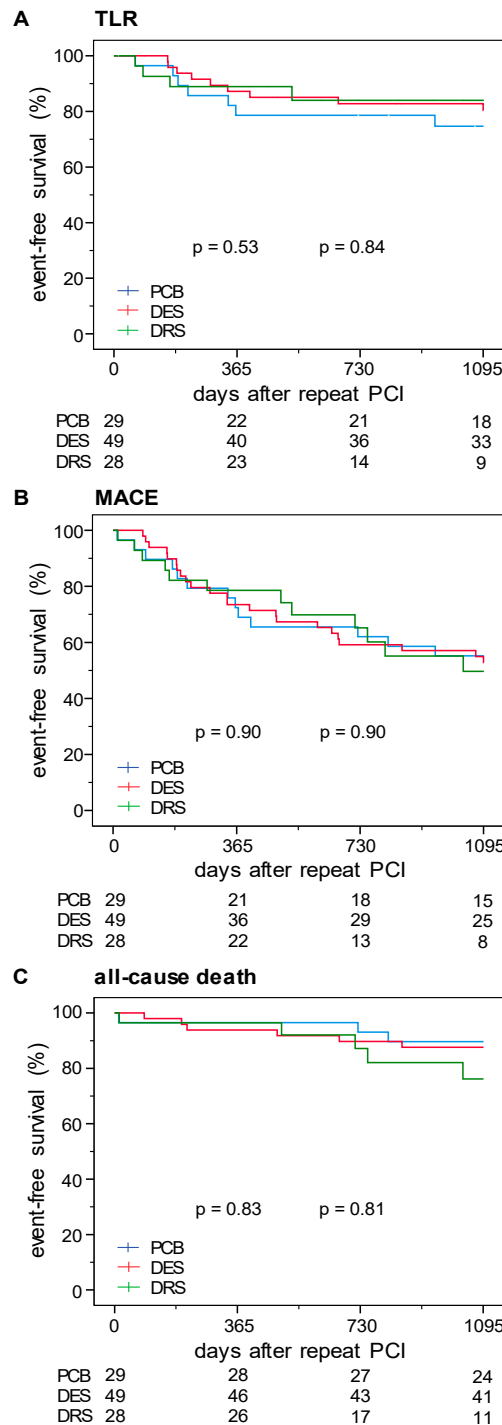 A TLR
100
80
60
40
20
0
event-free survival (%)
p = 0.53 p = 0.84
PCB
DES
DRS
0 365 730 1095
days after repeat PCI
PCB 29 22 21 18
DES 49 40 36 33
DRS 28 23 14 9
B MACE
100
80
60
40
20
0
event-free survival (%)
p = 0.90 p = 0.90
PCB
DES
DRS
0 365 730 1095
days after repeat PCI
PCB 29 21 18 15
DES 49 36 29 25
DRS 28 22 13 8
C all-cause death
100
80
60
40
20
0
event-free survival (%)
p = 0.83 p = 0.81
PCB
DES
DRS
0 365 730 1095
days after repeat PCI
PCB 29 28 27 24
DES 49 46 43 41
DRS 28 26 17 11